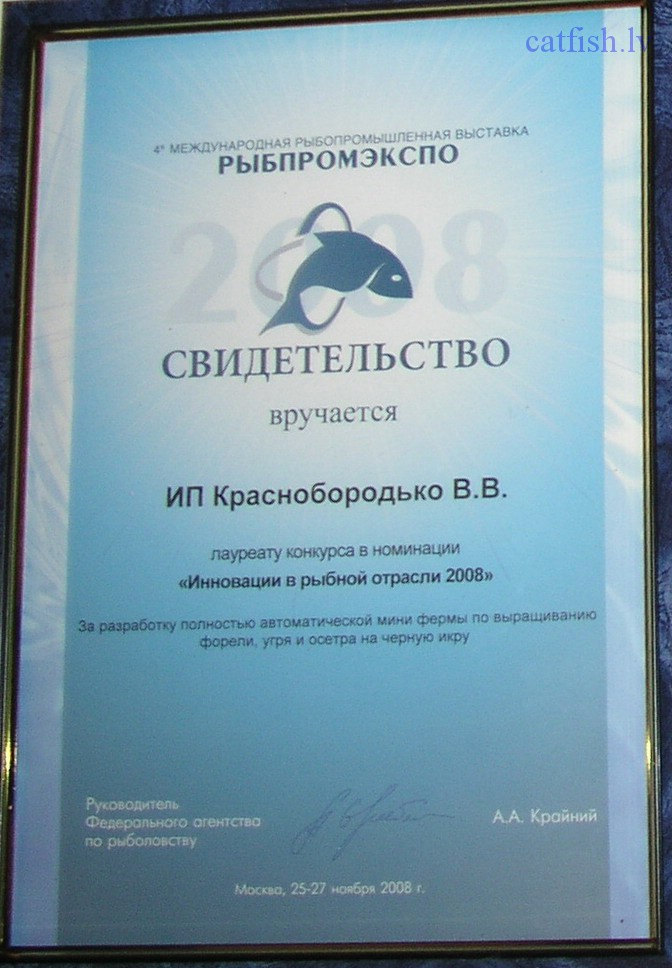 catfish.lv
4ª МЕЖДУНАРОДНАЯ РЫБОПРОМЫШЛЕННАЯ ВЫСТАВКА
РЫБПРОМЭКСПО
2008
СВИДЕТЕЛЬСТВО
вручается
ИП Краснобородько В.В.
лауреату конкурса в номинации
«Инновации в рыбной отрасли 2008»
За разработку полностью автоматической мини фермы по выращиванию
форели, угря и осетра на черную икру
Руководитель
Федерального агентства
по рыболовству
А.А. Крайний
Москва, 25-27 ноября 2008 г.